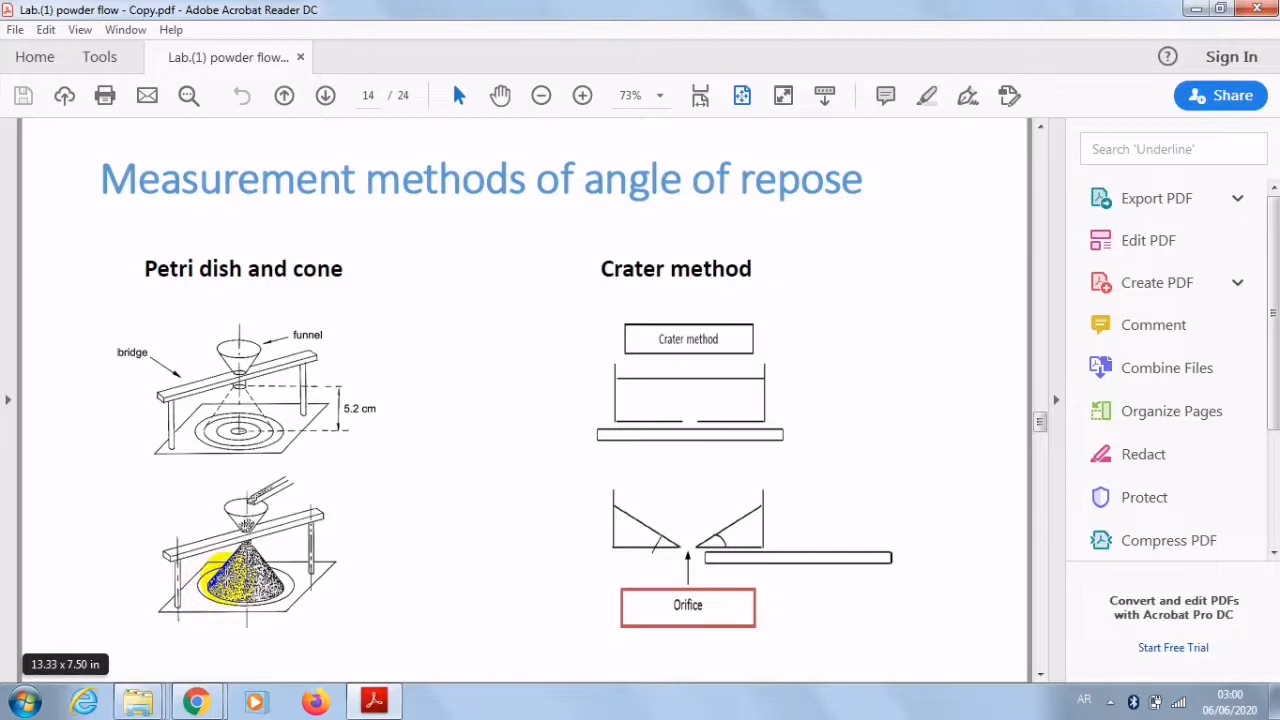 Lab.(1) powder flow - Copy.pdf - Adobe Acrobat Reader DC
File Edit View Window Help
Home Tools Lab.(1) powder flow... × ? Sign In
14 / 24 73% Share
Measurement methods of angle of repose
Petri dish and cone
funnel
bridge
5.2 cm
Crater method
Crater method
Orifice
13.33 x 7.50 in
Search 'Underline'
Export PDF
Edit PDF
Create PDF
Comment
Combine Files
Organize Pages
Redact
Protect
Compress PDF
Convert and edit PDFs
with Acrobat Pro DC
Start Free Trial
AR 03:00
06/06/2020